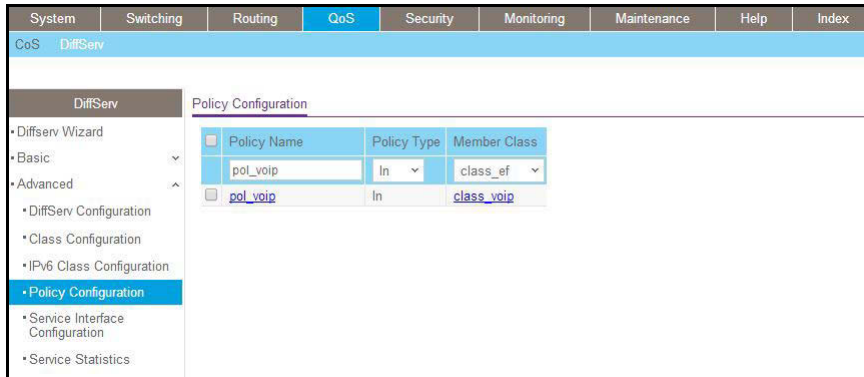 System Switching Routing QoS Security Monitoring Maintenance Help Index
CoS DiffServ
DiffServ
Diffserv Wizard
Basic
Advanced
DiffServ Configuration
Class Configuration
IPv6 Class Configuration
Policy Configuration
Service Interface
Configuration
Service Statistics
Policy Configuration
Policy Name Policy Type Member Class
pol_voip In class_ef
pol_voip In class_voip